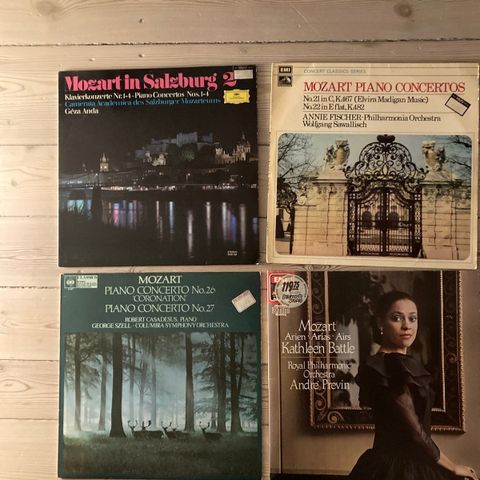 Mozart in Salzburg 2
Klavierkonzerte Nr.1-4 · Piano Concertos Nos.1-4
Camerata Academica des Salzburger Mozarteums
Géza Anda
EMI
CONCERT CLASSICS SERIES
MOZART PIANO CONCERTOS
No.21 in C, K.467 (Elvira Madigan Music)
No.22 in E flat, K.482
ANNIE FISCHER · Philharmonia Orchestra
Wolfgang Sawallisch
MOZART
PIANO CONCERTO No.26
"CORONATION"
PIANO CONCERTO No.27
ROBERT CASADESUS, PIANO
GEORGE SZELL · COLUMBIA SYMPHONY ORCHESTRA
EMI
Mozart
Arien · Arias · Airs
Kathleen Battle
Royal Philharmonic
Orchestra
André Previn